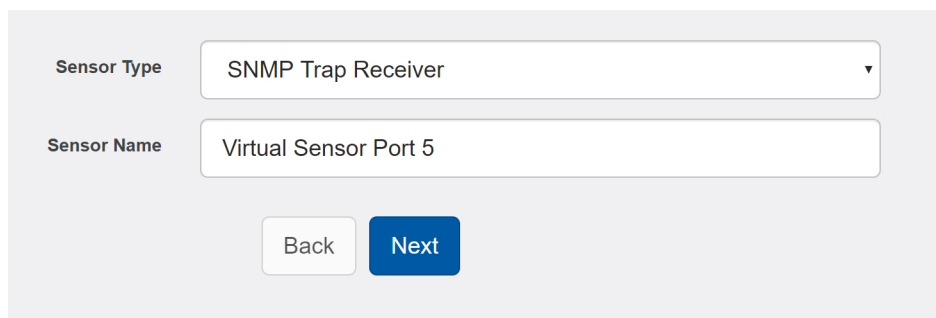 Sensor Type
SNMP Trap Receiver
Sensor Name
Virtual Sensor Port 5
Back
Next